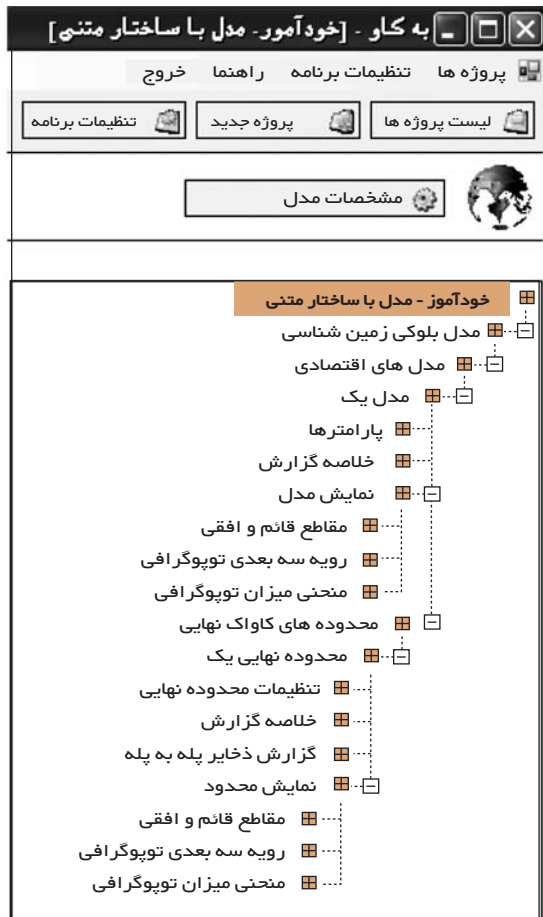 به کاو - [خودآمور- مدل با ساختار متنی]
پروژه ها تنظیمات برنامه راهنما خروج
لیست پروژه ها پروژه جدید تنظیمات برنامه
مشخصات مدل
خودآموز - مدل با ساختار متنی
مدل بلوکی زمین شناسی
مدل های اقتصادی
مدل یک
پارامترها
خلاصه گزارش
نمایش مدل
مقاطع قائم و افقی
رویه سه بعدی توپوگرافی
منحنی میزان توپوگرافی
محدوده های کاواک نهایی
محدوده نهایی یک
تنظیمات محدوده نهایی
خلاصه گزارش
گزارش ذخایر پله به پله
نمایش محدود
مقاطع قائم و افقی
رویه سه بعدی توپوگرافی
منحنی میزان توپوگرافی